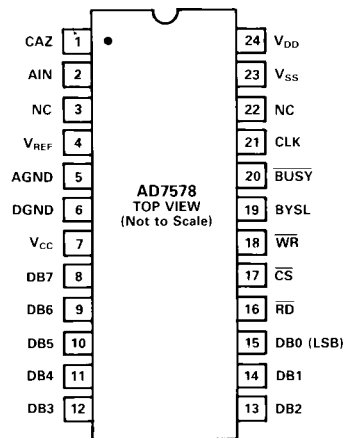 CAZ 1 24 VDD
AIN 2 23 VSS
NC 3 22 NC
VREF 4 21 CLK
AGND 5 20 BUSY
DGND 6 19 BYSL
VCC 7 18 WR
DB7 8 17 CS
DB6 9 16 RD
DB5 10 15 DB0 (LSB)
DB4 11 14 DB1
DB3 12 13 DB2
AD7578
TOP VIEW
(Not to Scale)